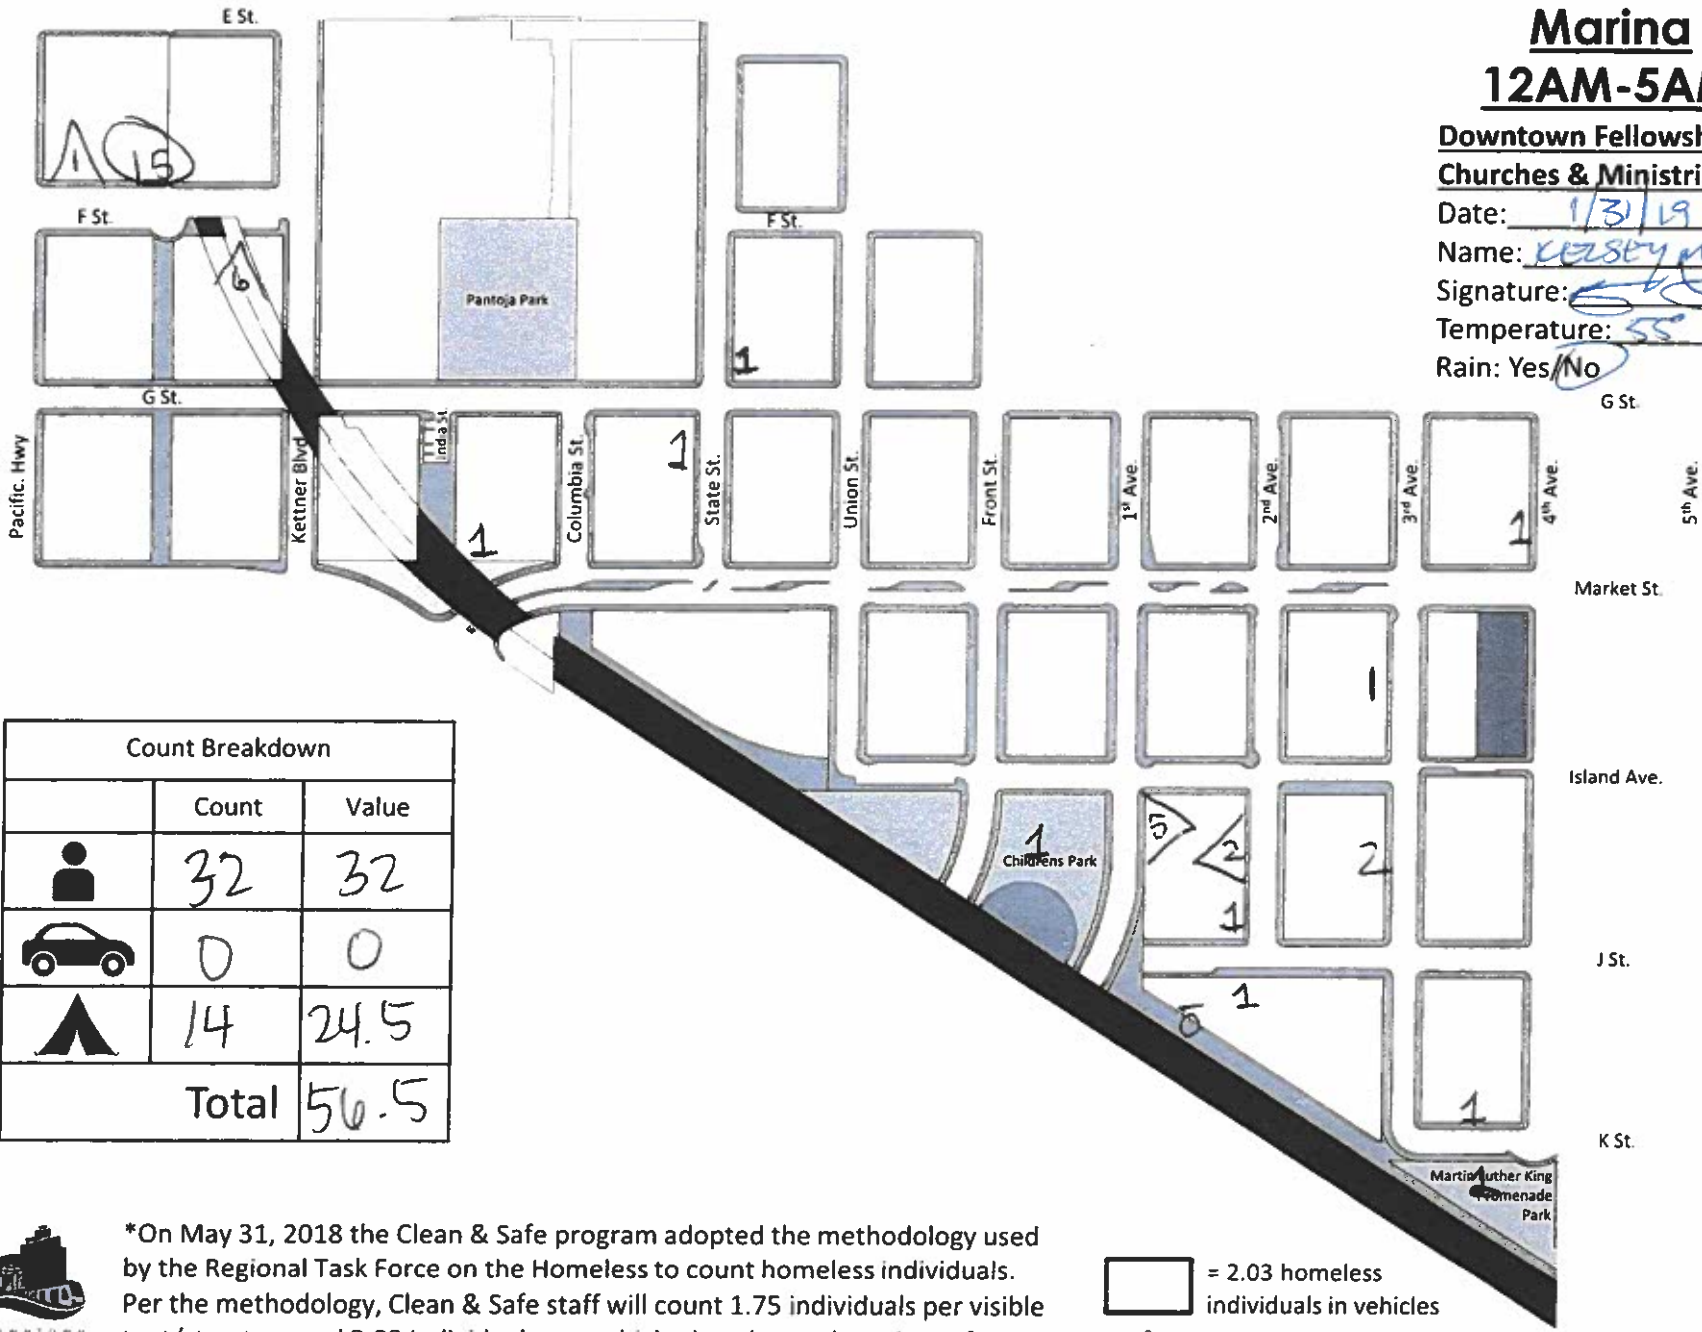 E St.
Marina
12AM-5AM
Downtown Fellowsh
Churches & Ministri
Date: 1/31/19
Name: KELSEY M
Signature:
Temperature: 55°
Rain: Yes/No
1 15
F St.
F St.
6
Pantoja Park
1
G St.
G St.
Pacific. Hwy
Kettner Blvd
India St.
Columbia St.
State St.
Union St.
Front St.
1st Ave.
2nd Ave.
3rd Ave.
4th Ave.
5th Ave.
1
1
1
Market St.
1
Island Ave.
Count Breakdown
Count Value
32 32
0 0
14 24.5
Total 56.5
1
Childrens Park
5 2
1
2
J St.
1
5
1
K St.
Martin Luther King
Promenade
Park
1
*On May 31, 2018 the Clean & Safe program adopted the methodology used
by the Regional Task Force on the Homeless to count homeless individuals.
Per the methodology, Clean & Safe staff will count 1.75 individuals per visible
= 2.03 homeless
individuals in vehicles